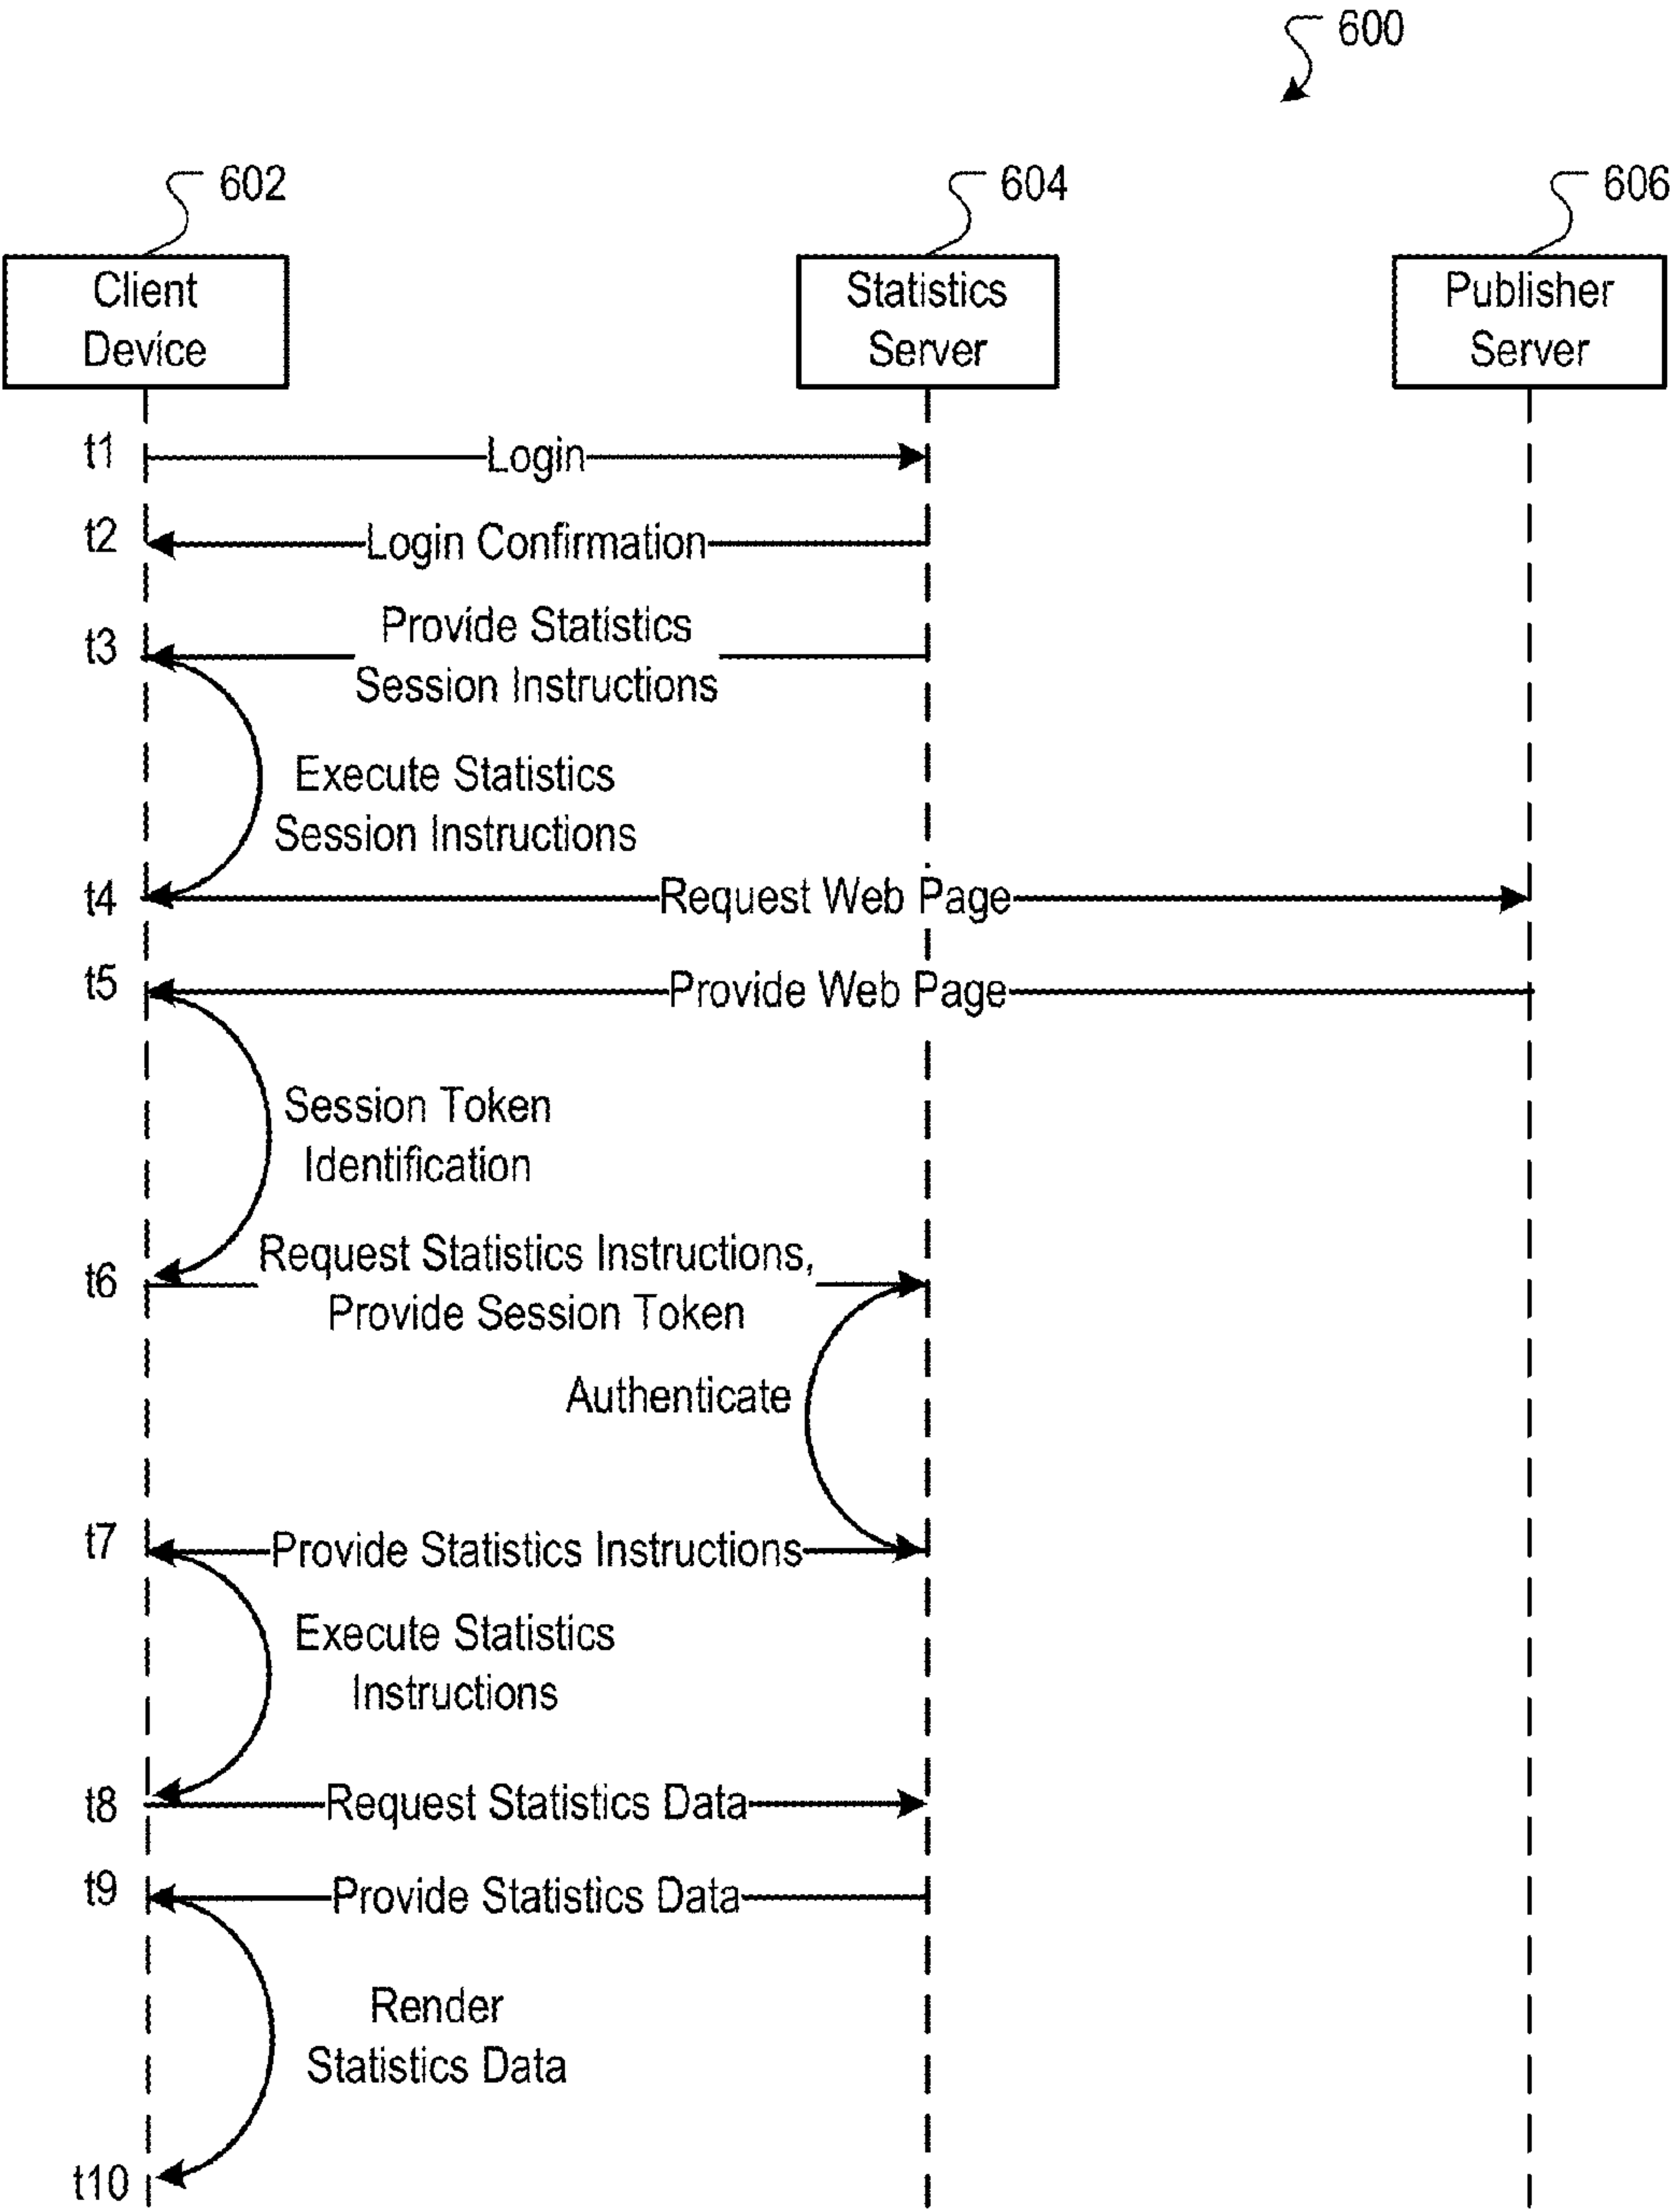 600
602
604
606
Client
Device
Statistics
Server
Publisher
Server
t1
Login
t2
Login Confirmation
t3
Provide Statistics
Session Instructions
Execute Statistics
Session Instructions
t4
Request Web Page
t5
Provide Web Page
Session Token
Identification
t6
Request Statistics Instructions,
Provide Session Token
Authenticate
t7
Provide Statistics Instructions
Execute Statistics
Instructions
t8
Request Statistics Data
t9
Provide Statistics Data
Render
Statistics Data
t10